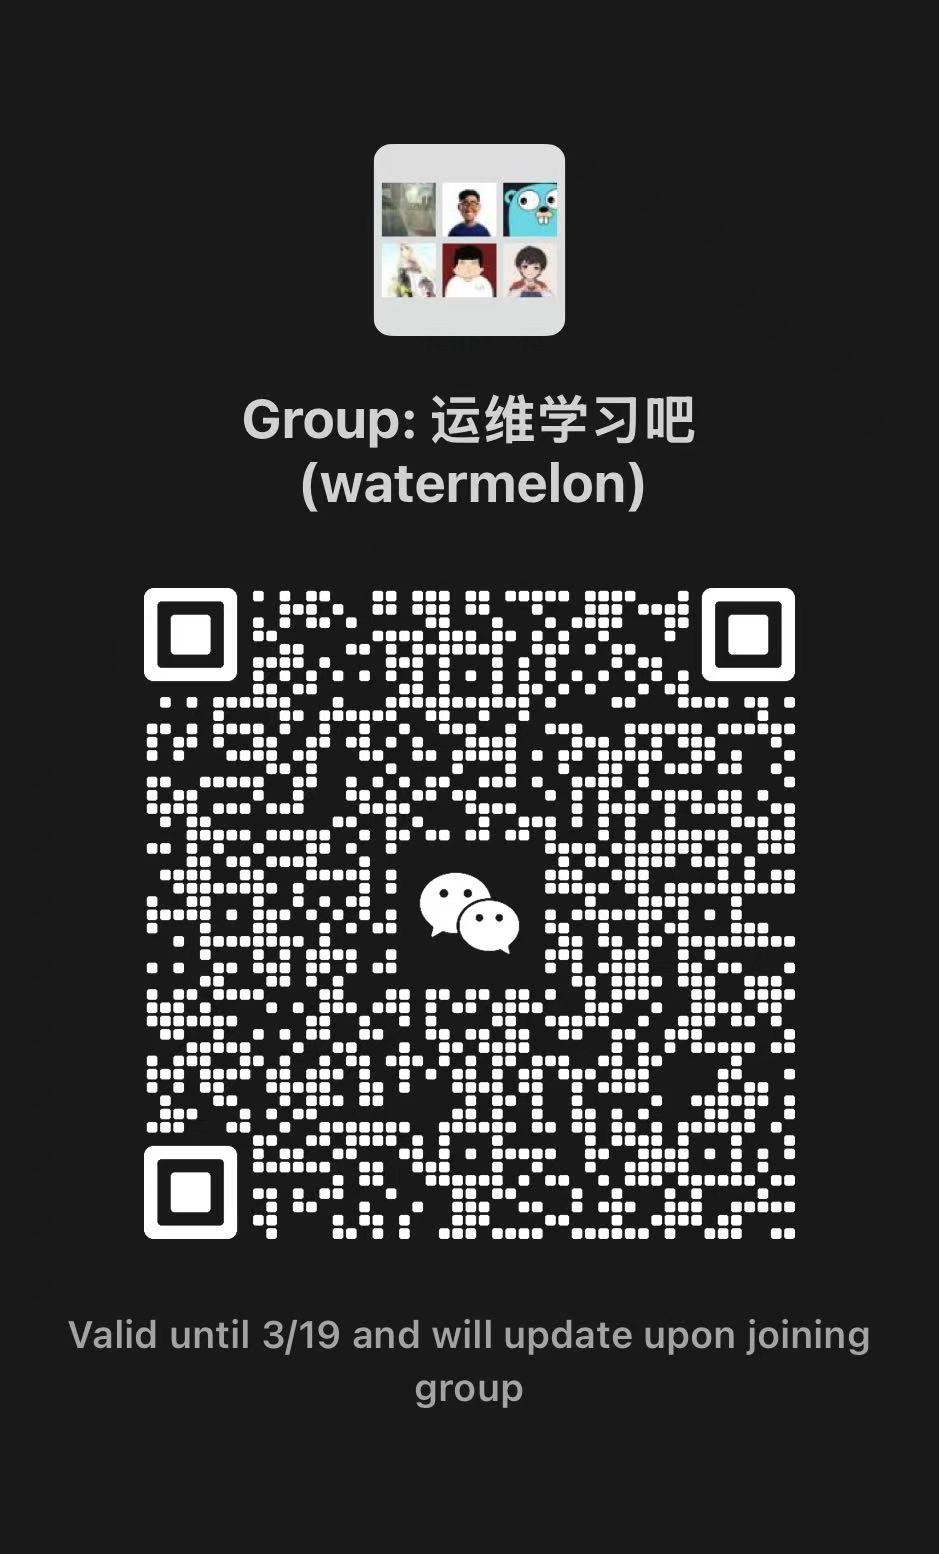 Group: 运维学习吧
(watermelon)
Valid until 3/19 and will update upon joining
group